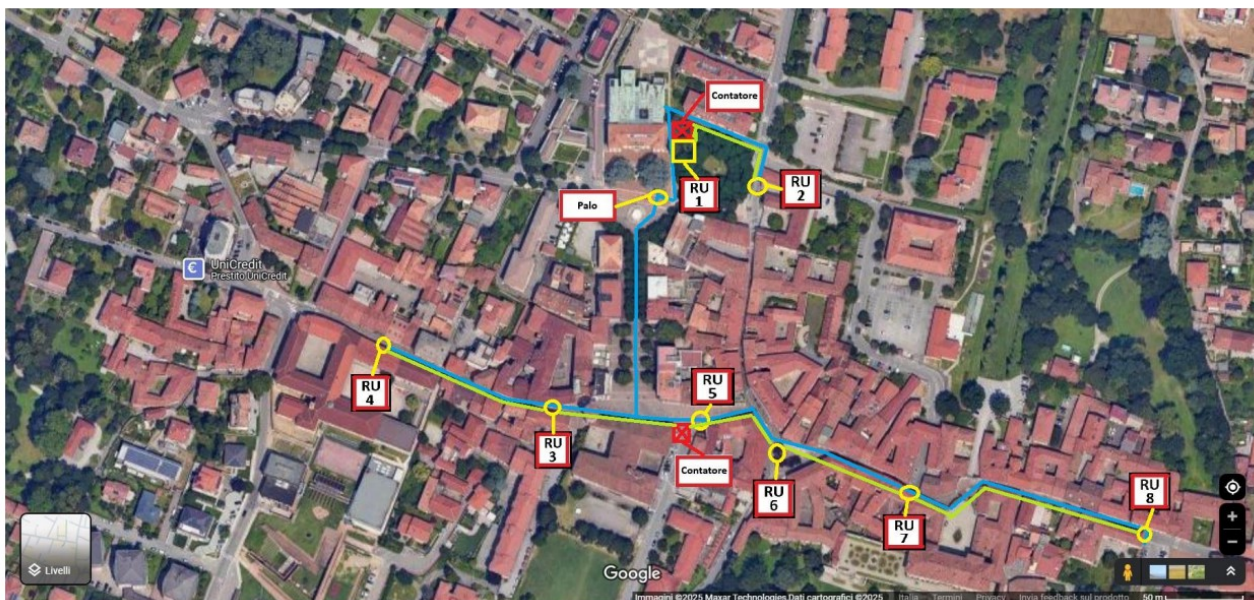 Contatore
RU
1
RU
2
Palo
UniCredit
Prestito UniCredit
RU
4
RU
3
RU
5
Contatore
RU
6
RU
7
RU
8
Livelli
Google
Immagini ©2025 Maxar Technologies, Dati cartografici ©2025 Italia Termini Privacy Invia feedback sul prodotto 50 m